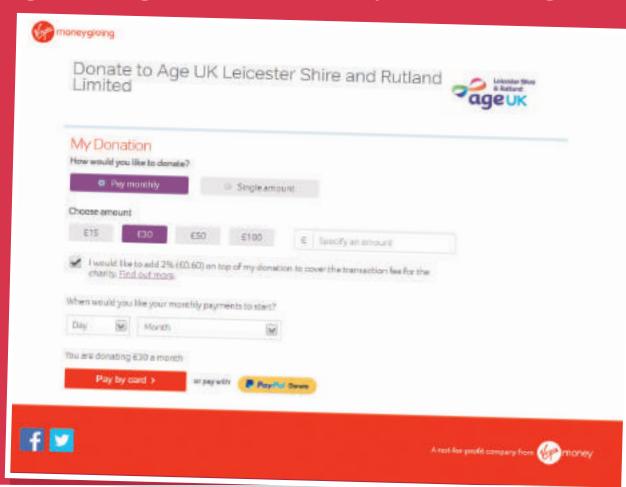 Virgin moneygiving
Donate to Age UK Leicester Shire and Rutland
Limited
Leicester Shire
& Rutland
ageUK
My Donation
How would you like to donate?
Pay monthly
Single amount
Choose amount
£15
£30
£50
£100
£
Specify an amount
I would like to add 2% (£0.60) on top of my donation to cover the transaction fee for the
charity. Find out more.
When would you like your monthly payments to start?
Day
Month
You are donating £30 a month
Pay by card >
or pay with
PayPal
A not-for-profit company from Virgin money